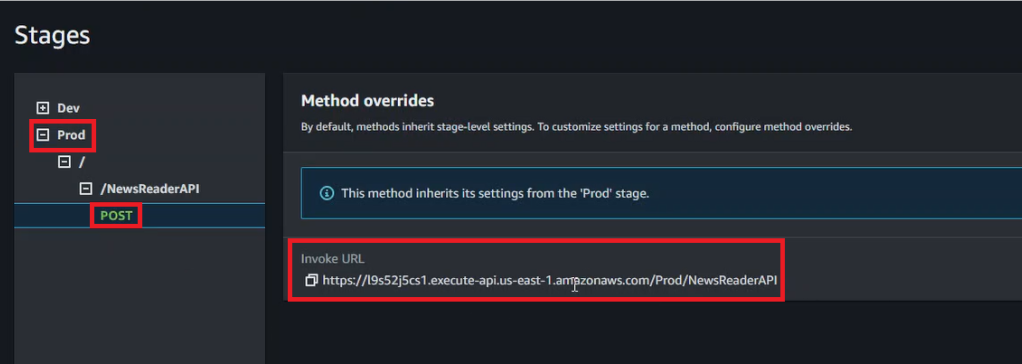 Stages
Dev
Prod
/
/NewsReaderAPI
POST
Method overrides
By default, methods inherit stage-level settings. To customize settings for a method, configure method overrides.
This method inherits its settings from the 'Prod' stage.
Invoke URL
https://l9s52j5cs1.execute-api.us-east-1.amazonaws.com/Prod/NewsReaderAPI